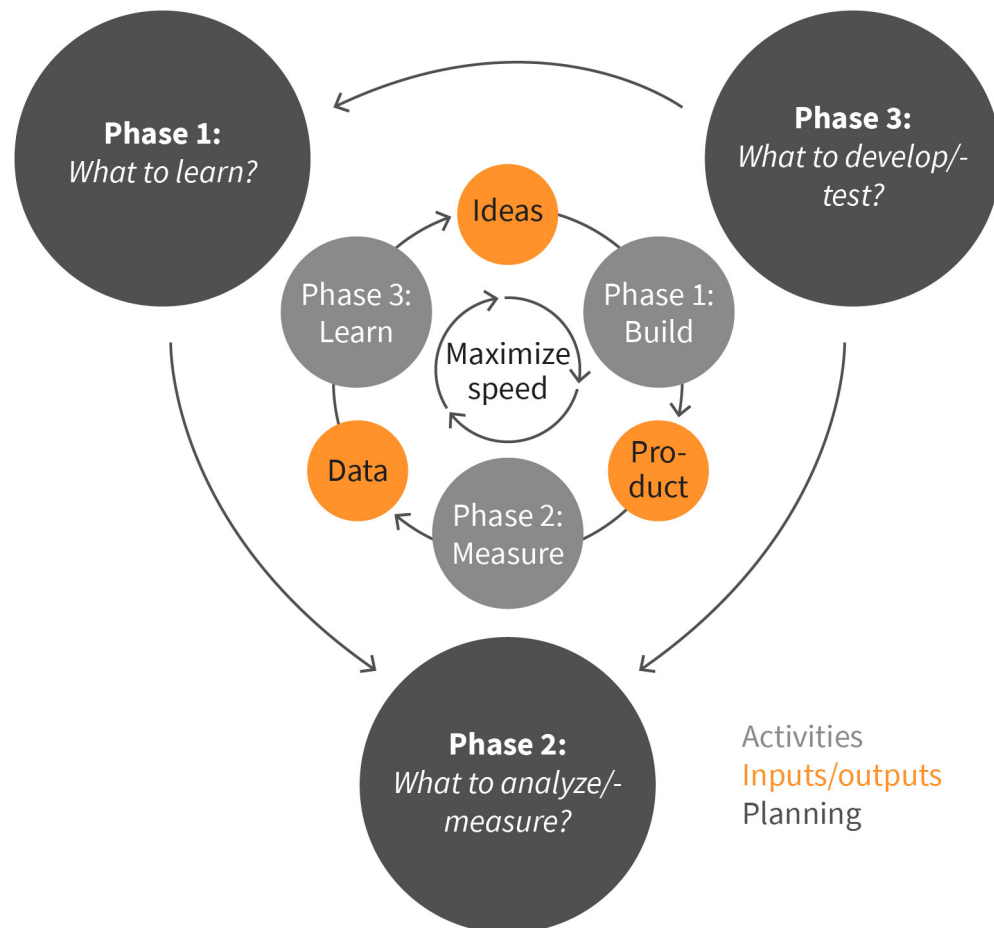 Phase 1:
What to learn?
Phase 3:
What to develop/-
test?
Ideas
Phase 3:
Learn
Phase 1:
Build
Maximize
speed
Data
Pro-
duct
Phase 2:
Measure
Phase 2:
What to analyze/-
measure?
Activities
Inputs/outputs
Planning